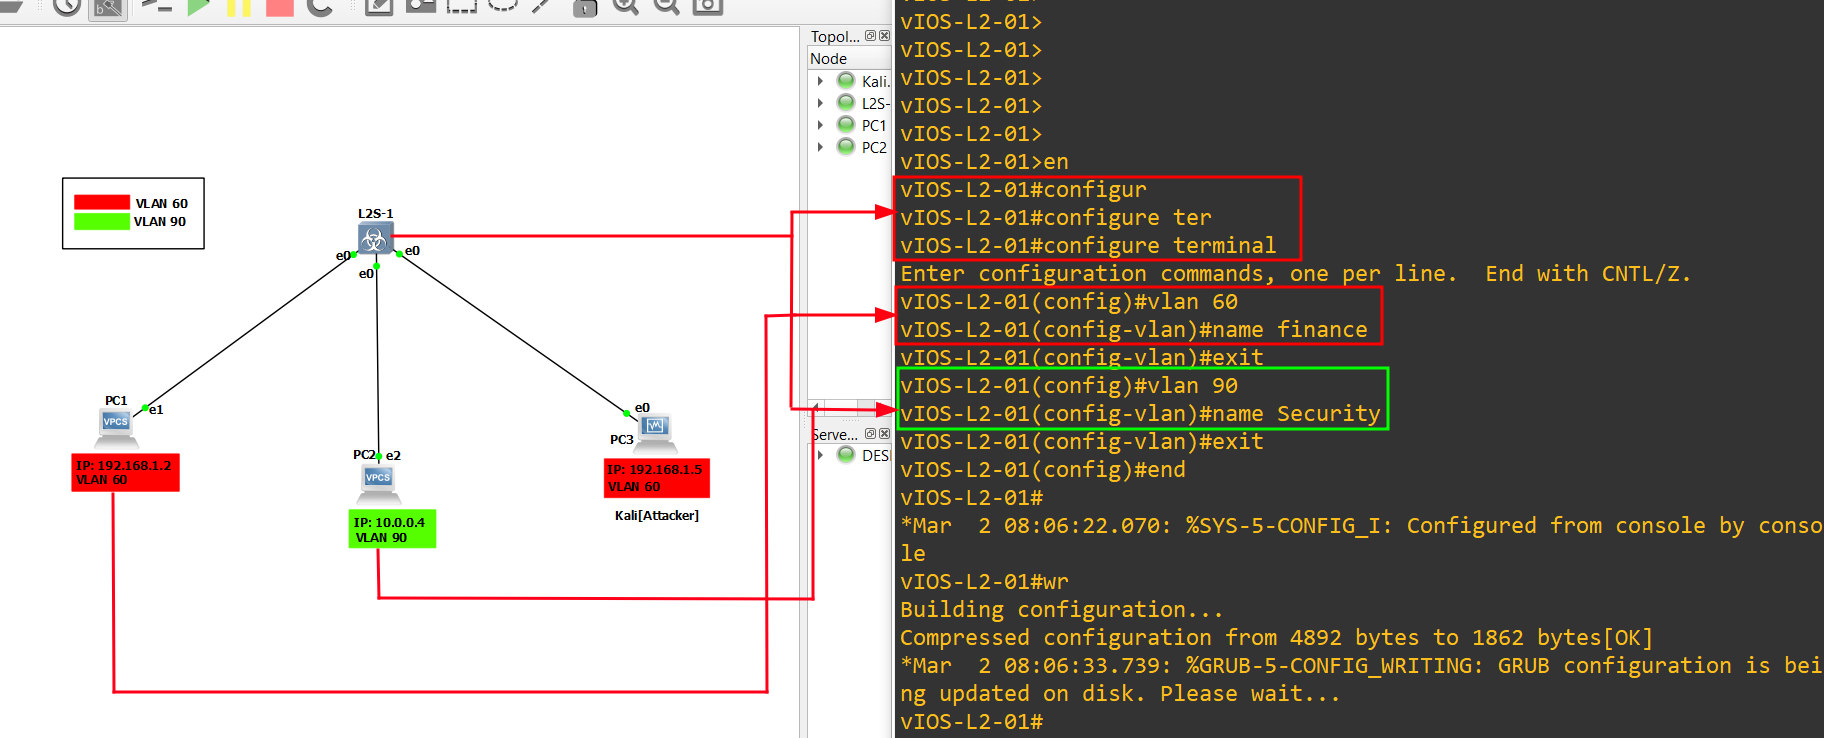 VLAN 60
VLAN 90
L2S-1
e0
e0
e0
PC1
e1
VPCS
IP: 192.168.1.2
VLAN 60
PC2
e2
VPCS
IP: 10.0.0.4
VLAN 90
e0
PC3
IP: 192.168.1.5
VLAN 60
Kali[Attacker]
Topol...
Node
Kali.
L2S-
PC1
PC2
Serve...
DESI
vIOS-L2-01>
vIOS-L2-01>
vIOS-L2-01>
vIOS-L2-01>
vIOS-L2-01>
vIOS-L2-01>en
vIOS-L2-01#configur
vIOS-L2-01#configure ter
vIOS-L2-01#configure terminal
Enter configuration commands, one per line.  End with CNTL/Z.
vIOS-L2-01(config)#vlan 60
vIOS-L2-01(config-vlan)#name finance
vIOS-L2-01(config-vlan)#exit
vIOS-L2-01(config)#vlan 90
vIOS-L2-01(config-vlan)#name Security
vIOS-L2-01(config-vlan)#exit
vIOS-L2-01(config)#end
vIOS-L2-01#
*Mar  2 08:06:22.070: %SYS-5-CONFIG_I: Configured from console by conso
le
vIOS-L2-01#wr
Building configuration...
Compressed configuration from 4892 bytes to 1862 bytes[OK]
*Mar  2 08:06:33.739: %GRUB-5-CONFIG_WRITING: GRUB configuration is bei
ng updated on disk. Please wait...
vIOS-L2-01#